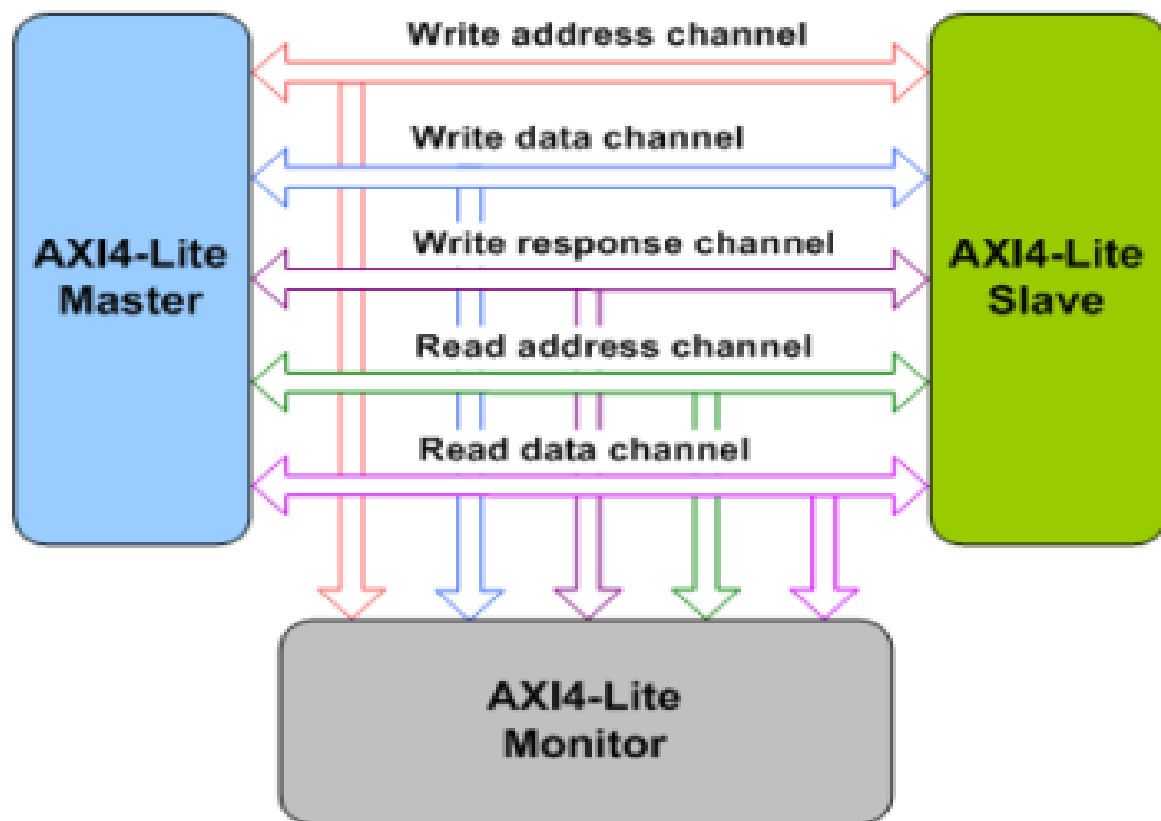 Write address channel
Write data channel
Write response channel
Read address channel
Read data channel
AXI4-Lite
Master
AXI4-Lite
Slave
AXI4-Lite
Monitor